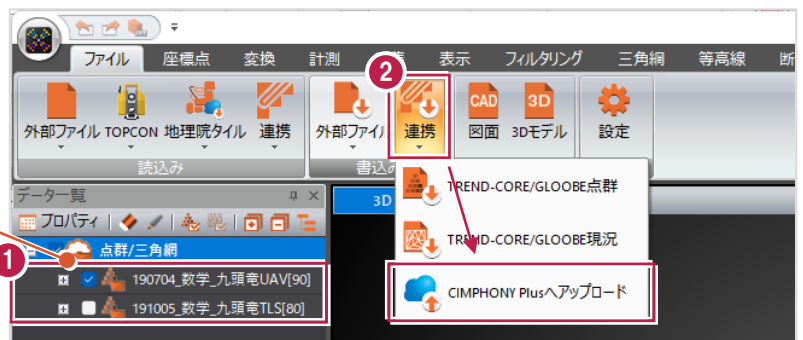 ファイル 座標点 変換 計測 表示 フィルタリング 三角網 等高線 断
2
CAD 3D
外部ファイル TOPCON 地理院タイル 連携 外部ファイル 連携 図面 3Dモデル 設定
読込み 書込み
データ一覧
3D
TREND-CORE/GLOOBE点群
プロパティ
TREND-CORE/GLOOBE現況
1
点群/三角網
190704_数学_九頭竜UAV[90]
CIMPHONY Plusへアップロード
191005_数学_九頭竜TLS[80]